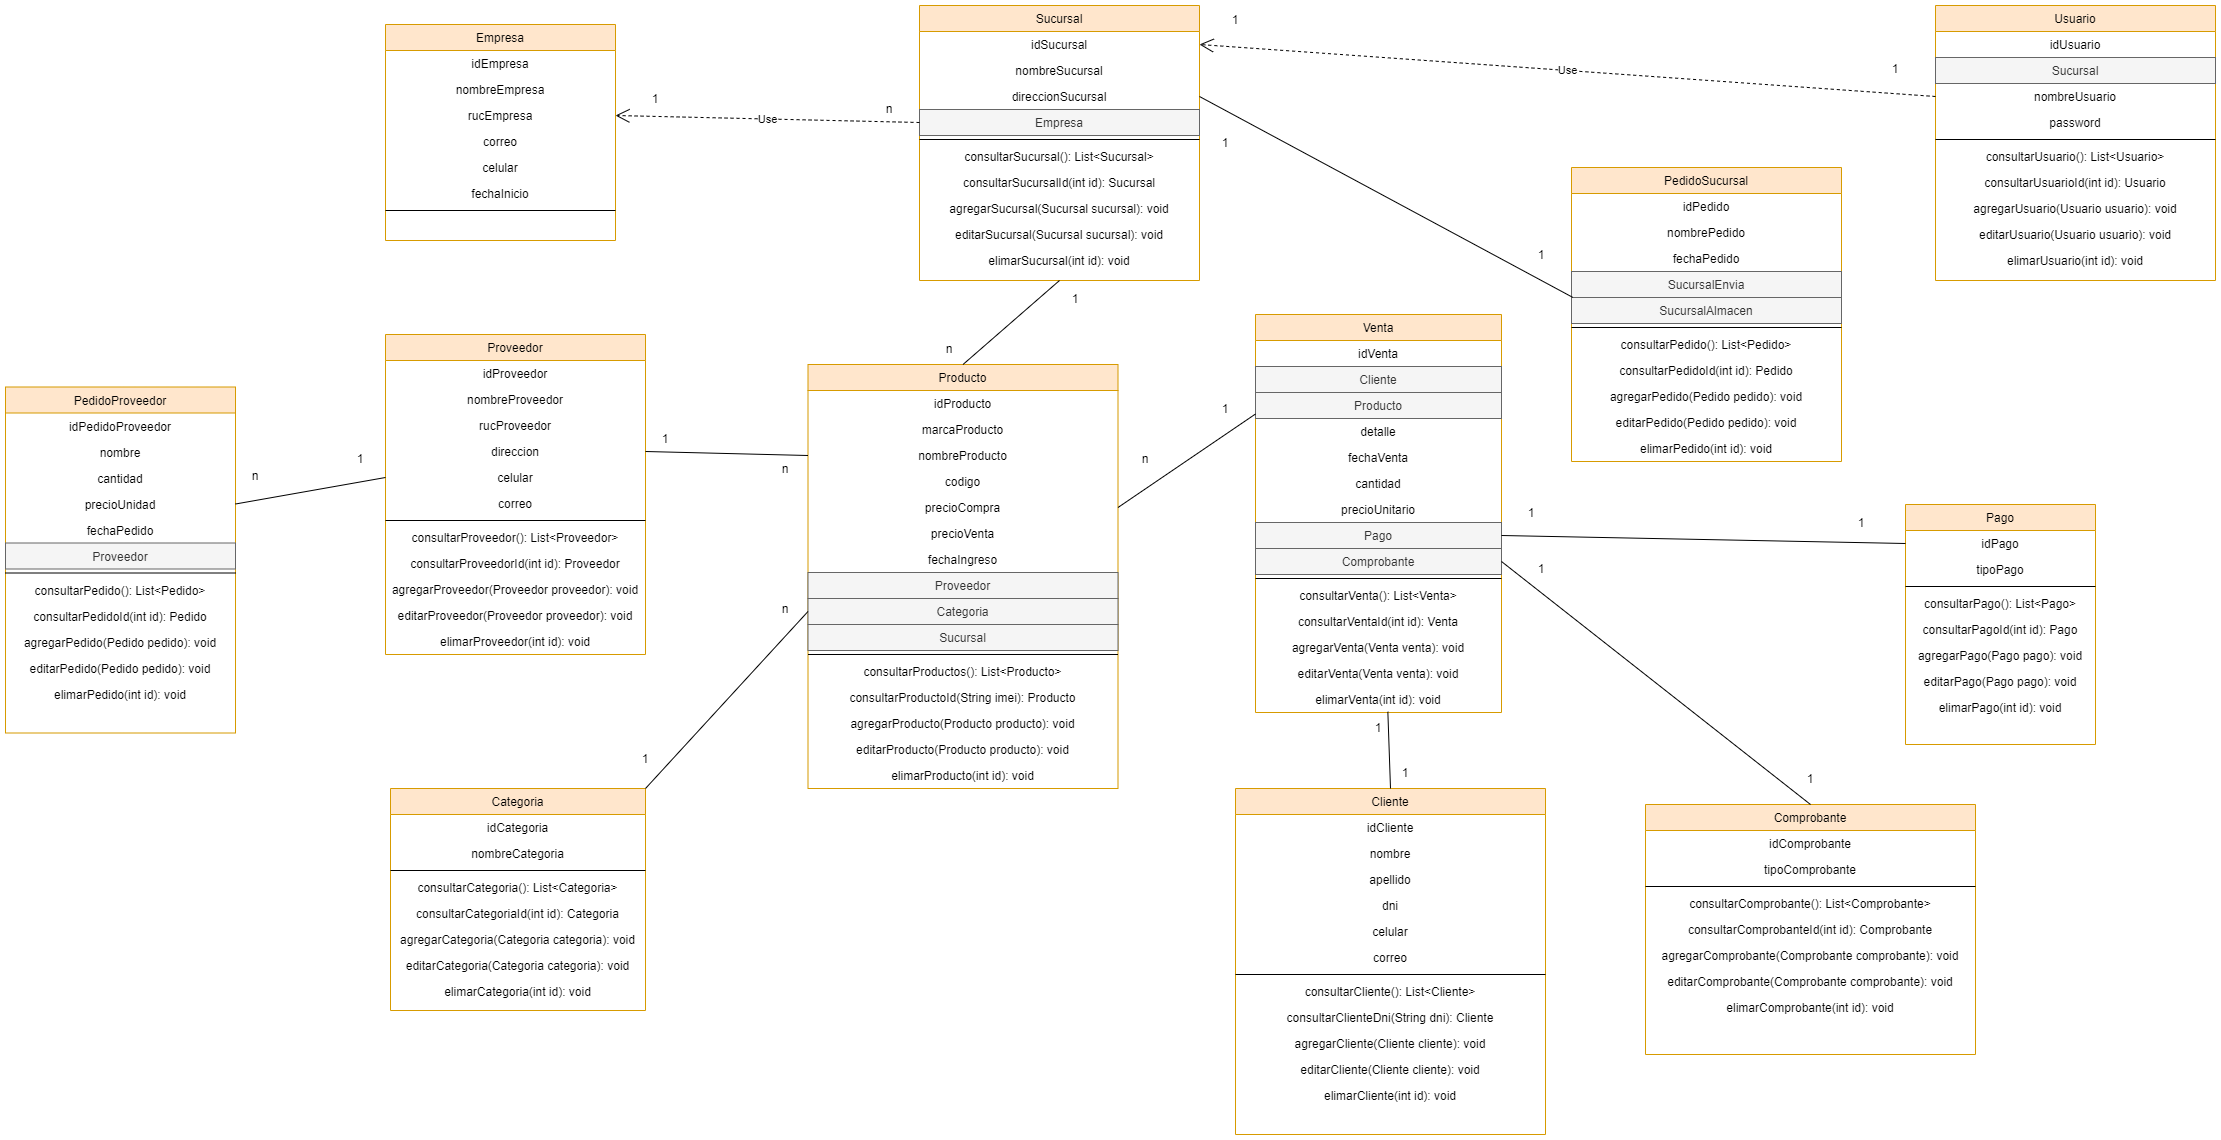 Empresa
idEmpresa
nombreEmpresa
rucEmpresa
correo
celular
fechaInicio
1
Use
n
Sucursal
idSucursal
nombreSucursal
direccionSucursal
Empresa
consultarSucursal(): List<Sucursal>
consultarSucursalId(int id): Sucursal
agregarSucursal(Sucursal sucursal): void
editarSucursal(Sucursal sucursal): void
elimarSucursal(int id): void
1
Use
1
Usuario
idUsuario
Sucursal
nombreUsuario
password
consultarUsuario(): List<Usuario>
consultarUsuarioId(int id): Usuario
agregarUsuario(Usuario usuario): void
editarUsuario(Usuario usuario): void
elimarUsuario(int id): void
1
1
PedidoSucursal
idPedido
nombrePedido
fechaPedido
SucursalEnvia
SucursalAlmacen
consultarPedido(): List<Pedido>
consultarPedidoId(int id): Pedido
agregarPedido(Pedido pedido): void
editarPedido(Pedido pedido): void
elimarPedido(int id): void
1
n
PedidoProveedor
idPedidoProveedor
nombre
cantidad
precioUnidad
fechaPedido
Proveedor
consultarPedido(): List<Pedido>
consultarPedidoId(int id): Pedido
agregarPedido(Pedido pedido): void
editarPedido(Pedido pedido): void
elimarPedido(int id): void
n
1
Proveedor
idProveedor
nombreProveedor
rucProveedor
direccion
celular
correo
consultarProveedor(): List<Proveedor>
consultarProveedorId(int id): Proveedor
agregarProveedor(Proveedor proveedor): void
editarProveedor(Proveedor proveedor): void
elimarProveedor(int id): void
1
n
Producto
idProducto
marcaProducto
nombreProducto
codigo
precioCompra
precioVenta
fechaIngreso
Proveedor
Categoria
Sucursal
consultarProductos(): List<Producto>
consultarProductoId(String imei): Producto
agregarProducto(Producto producto): void
editarProducto(Producto producto): void
elimarProducto(int id): void
n
1
Venta
idVenta
Cliente
Producto
detalle
fechaVenta
cantidad
precioUnitario
Pago
Comprobante
consultarVenta(): List<Venta>
consultarVentaId(int id): Venta
agregarVenta(Venta venta): void
editarVenta(Venta venta): void
elimarVenta(int id): void
1
1
Pago
idPago
tipoPago
consultarPago(): List<Pago>
consultarPagoId(int id): Pago
agregarPago(Pago pago): void
editarPago(Pago pago): void
elimarPago(int id): void
n
1
Categoria
idCategoria
nombreCategoria
consultarCategoria(): List<Categoria>
consultarCategoriaId(int id): Categoria
agregarCategoria(Categoria categoria): void
editarCategoria(Categoria categoria): void
elimarCategoria(int id): void
1
1
Cliente
idCliente
nombre
apellido
dni
celular
correo
consultarCliente(): List<Cliente>
consultarClienteDni(String dni): Cliente
agregarCliente(Cliente cliente): void
editarCliente(Cliente cliente): void
elimarCliente(int id): void
1
1
Comprobante
idComprobante
tipoComprobante
consultarComprobante(): List<Comprobante>
consultarComprobanteId(int id): Comprobante
agregarComprobante(Comprobante comprobante): void
editarComprobante(Comprobante comprobante): void
elimarComprobante(int id): void